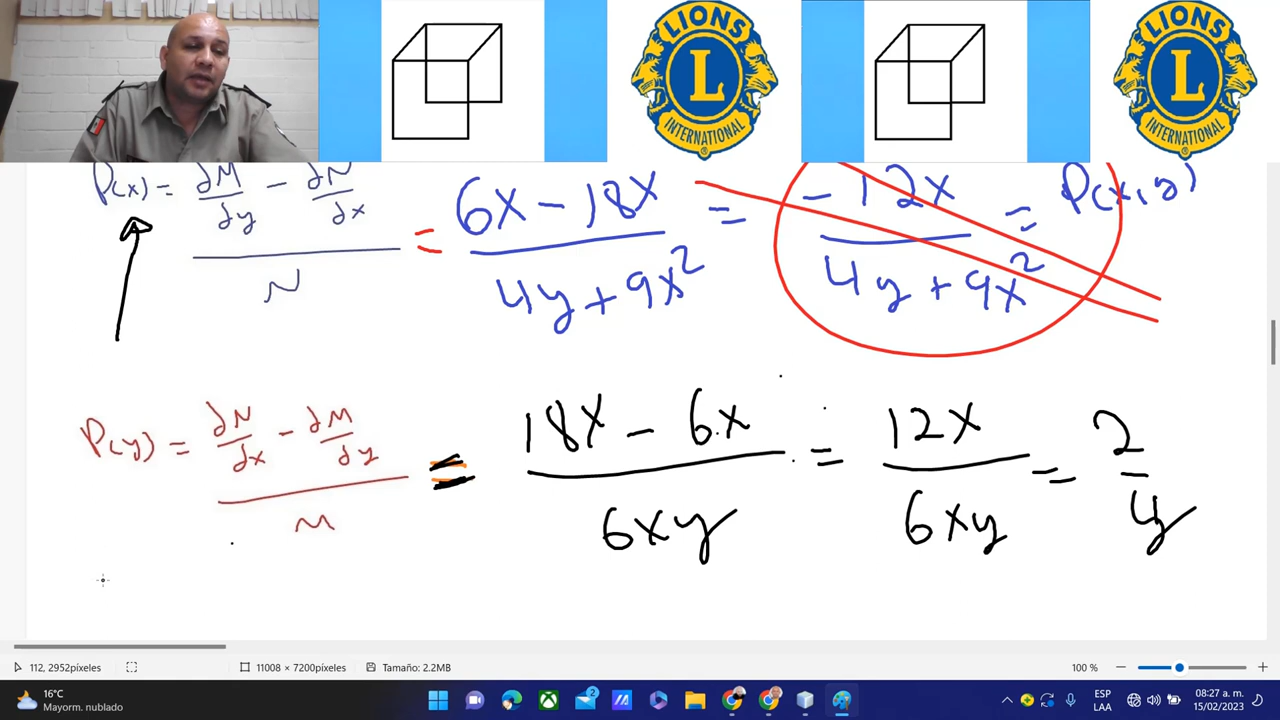 LIONS
L
INTERNATIONAL
LIONS
L
INTERNATIONAL
P(x) = ∂M/∂y - ∂N/∂x / N = 6x - 18x / 4y + 9x² = -12x / 4y + 9x² = P(x,y)
P(y) = ∂N/∂x - ∂M/∂y / M = 18x - 6x / 6xy = 12x / 6xy = 2/y
112, 2952píxeles
11008 × 7200píxeles
Tamaño: 2.2MB
100 %
16°C
Mayorm. nublado
2
ESP
LAA
08:27 a. m.
15/02/2023